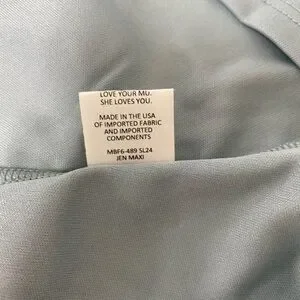 LOVE YOUR MU.
SHE LOVES YOU.
MADE IN THE USA
OF IMPORTED FABRIC
AND IMPORTED
COMPONENTS
MBF6-489 SL24
JEN MAXI